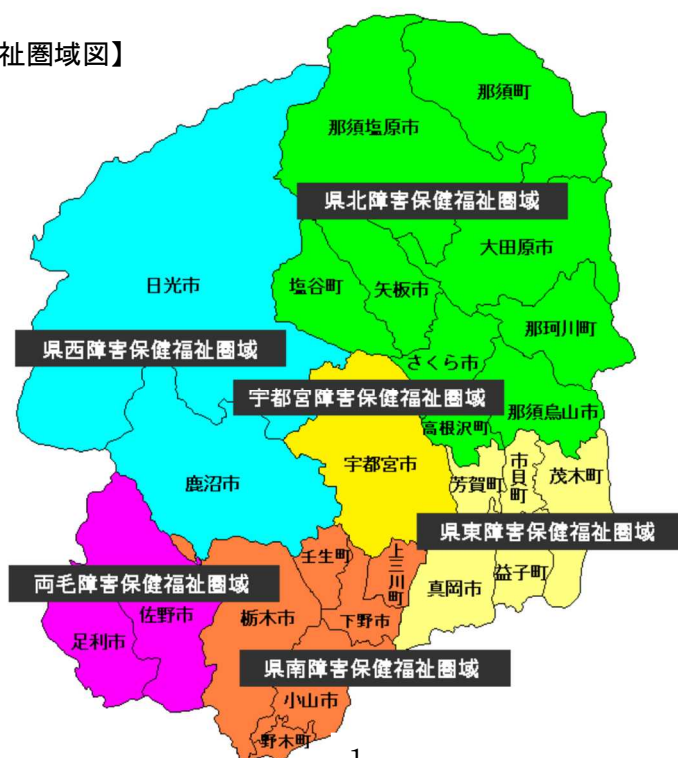 祉圏域図】
那須町
那須塩原市
県北障害保健福祉圏域
大田原市
日光市
塩谷町
矢板市
那珂川町
県西障害保健福祉圏域
さくら市
宇都宮障害保健福祉圏域
那須烏山市
高根沢町
宇都宮市
市貝町
茂木町
芳賀町
鹿沼市
県東障害保健福祉圏域
壬生町
上三川町
益子町
両毛障害保健福祉圏域
真岡市
佐野市
栃木市
下野市
足利市
県南障害保健福祉圏域
小山市
野木町
1